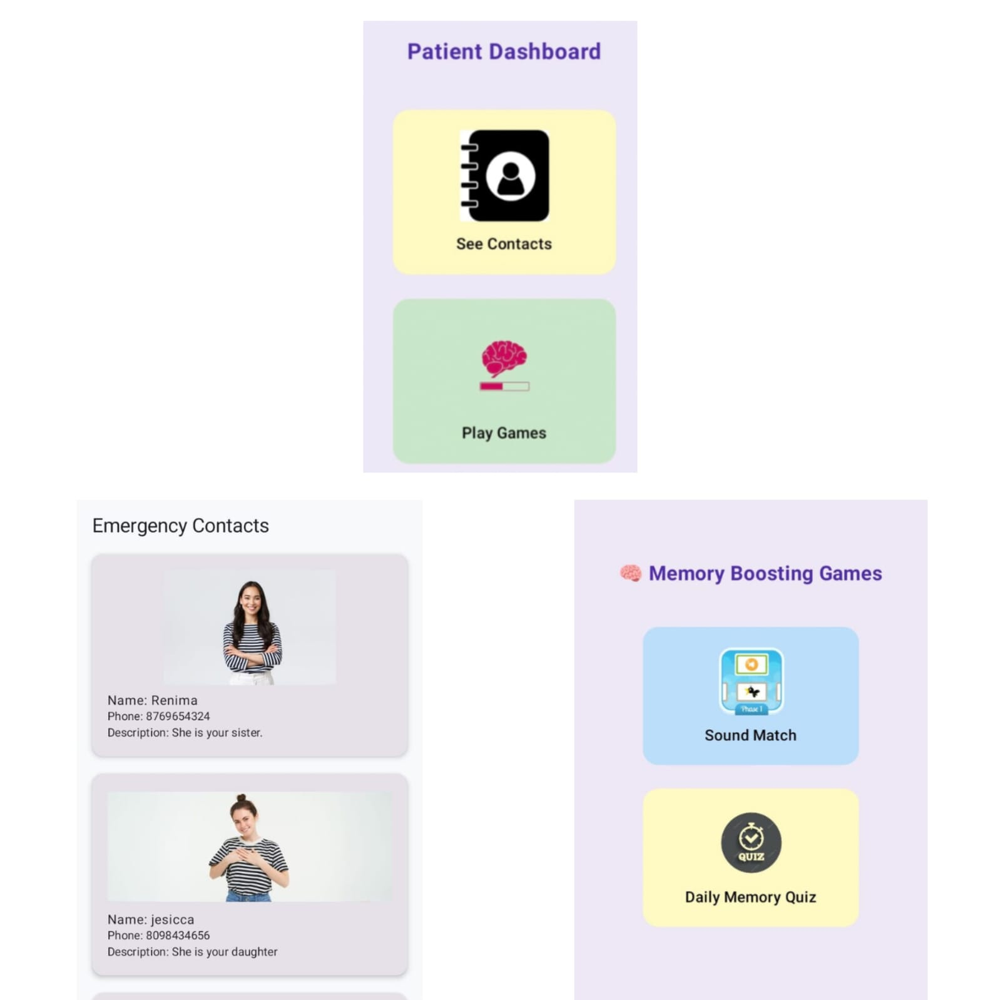 Patient Dashboard
See Contacts
Play Games
Emergency Contacts
Name: Renima
Phone: 8769654324
Description: She is your sister.
Name: jesicca
Phone: 8098434656
Description: She is your daughter
Memory Boosting Games
Phase 1
Sound Match
QUIZ
Daily Memory Quiz